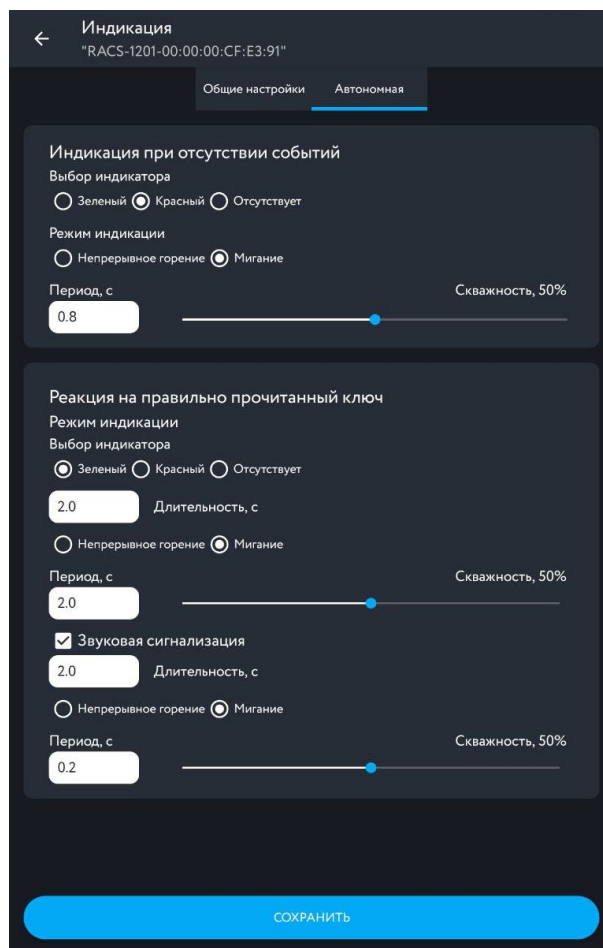 Индикация
"RACS-1201-00:00:00:CF:E3:91"
Общие настройки Автономная
Индикация при отсутствии событий
Выбор индикатора
Зеленый Красный Отсутствует
Режим индикации
Непрерывное горение Мигание
Период, с Скважность, 50%
0.8
Реакция на правильно прочитанный ключ
Режим индикации
Выбор индикатора
Зеленый Красный Отсутствует
2.0 Длительность, с
Непрерывное горение Мигание
Период, с Скважность, 50%
2.0
Звуковая сигнализация
2.0 Длительность, с
Непрерывное горение Мигание
Период, с Скважность, 50%
0.2
СОХРАНИТЬ